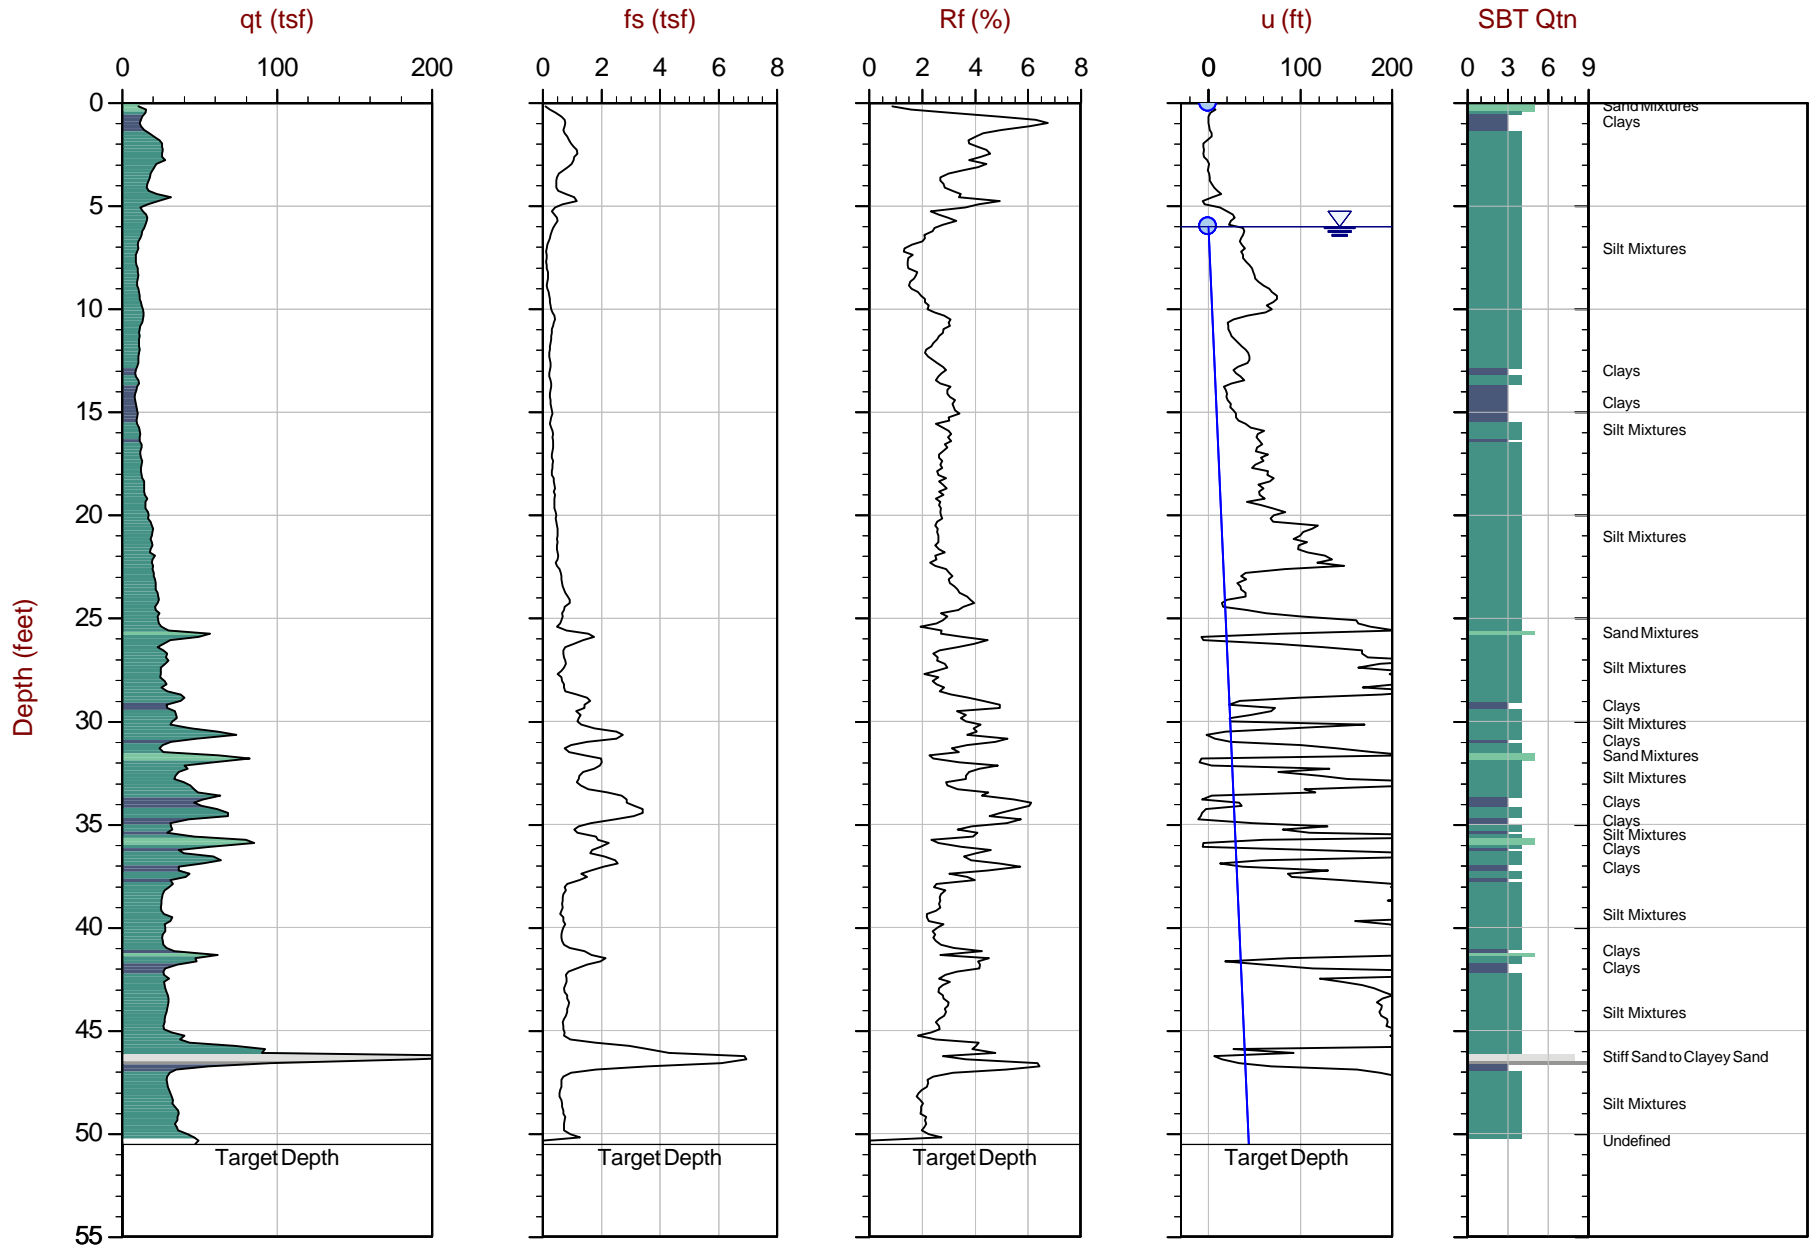 qt (tsf)
fs (tsf)
Rf (%)
u (ft)
SBT Qtn
0 100 200
0 2 4 6 8
0 2 4 6 8
0 0 100 200
0 3 6 9
Depth (feet)
0
5
10
15
20
25
30
35
40
45
50
55
Sand Mixtures
Clays
Silt Mixtures
Clays
Clays
Silt Mixtures
Silt Mixtures
Sand Mixtures
Silt Mixtures
Clays
Silt Mixtures
Clays
Sand Mixtures
Silt Mixtures
Clays
Clays
Silt Mixtures
Clays
Clays
Silt Mixtures
Clays
Clays
Silt Mixtures
Stiff Sand to Clayey Sand
Silt Mixtures
Undefined
Target Depth
Target Depth
Target Depth
Target Depth